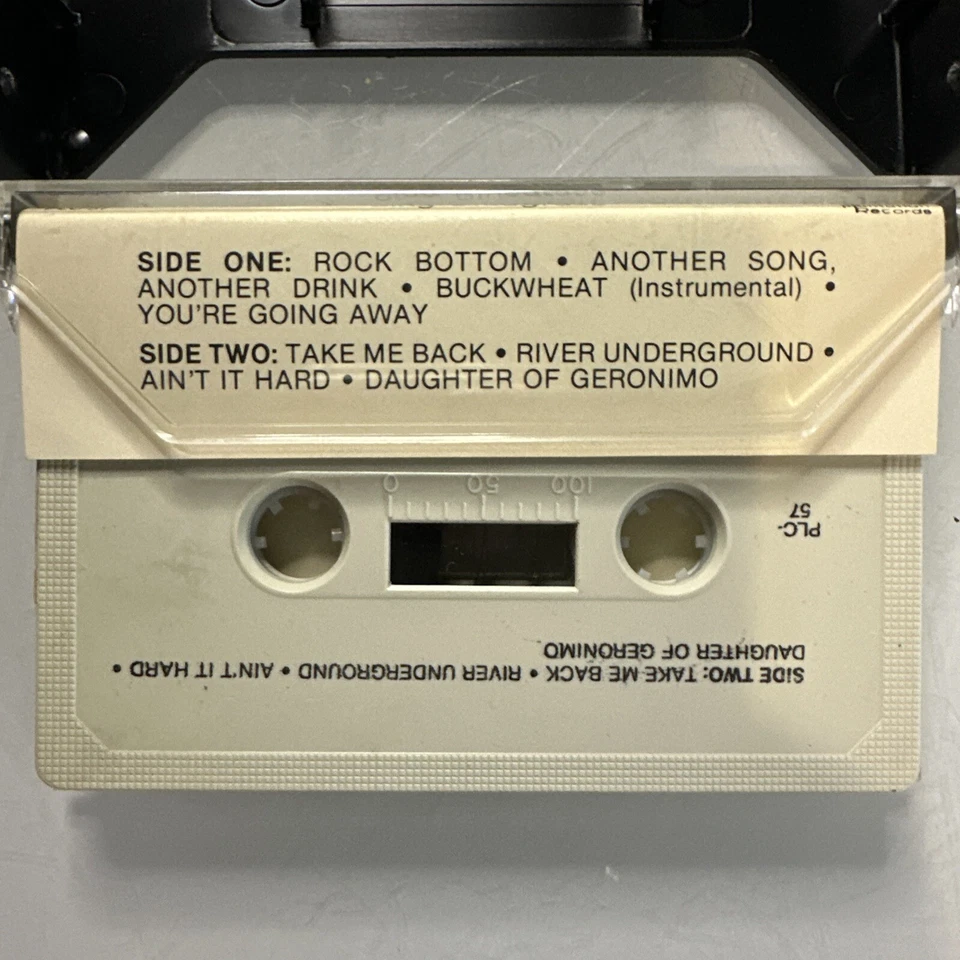 Records
SIDE ONE: ROCK BOTTOM • ANOTHER SONG,
ANOTHER DRINK • BUCKWHEAT (Instrumental) •
YOU'RE GOING AWAY
SIDE TWO: TAKE ME BACK • RIVER UNDERGROUND •
AIN'T IT HARD • DAUGHTER OF GERONIMO
0 50 100
PLC-
57
SIDE TWO: TAKE ME BACK • RIVER UNDERGROUND • AIN'T IT HARD •
DAUGHTER OF GERONIMO